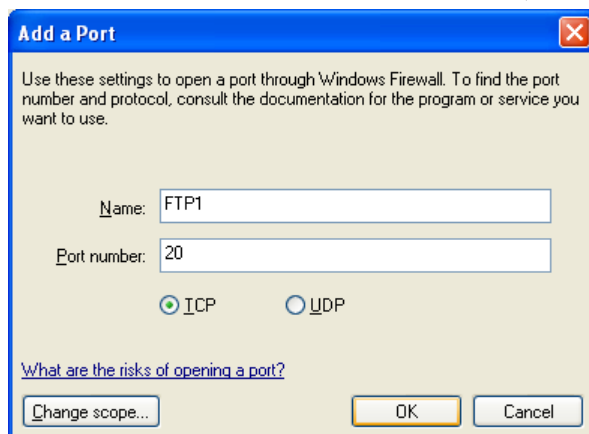 Add a Port
Use these settings to open a port through Windows Firewall. To find the port
number and protocol, consult the documentation for the program or service you
want to use.
Name: FTP1
Port number: 20
TCP UDP
What are the risks of opening a port?
Change scope... OK Cancel